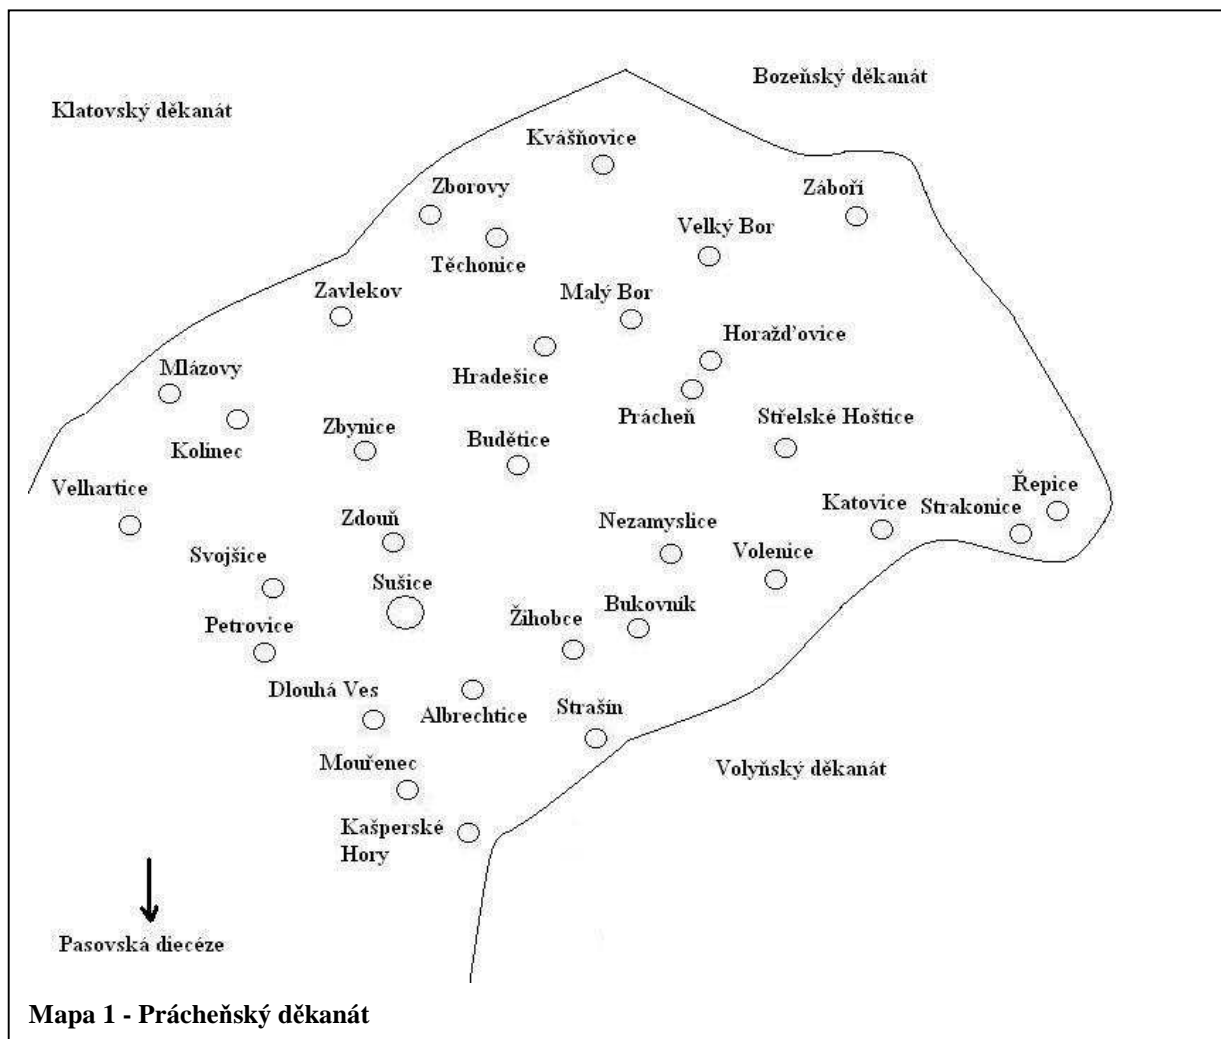 Bozeňský děkanát
Klatovský děkanát
Kvášňovice
Zborovy
Záboří
Velký Bor
Těchonice
Zavlekov
Malý Bor
Horažďovice
Mlázovy
Hradešice
Prácheň
Střelské Hoštice
Zbynice
Budětice
Kolinec
Velhartice
Řepice
Katovice
Strakonice
Zdouň
Nezamyslice
Svojšice
Volenice
Sušice
Bukovník
Žihobce
Petrovice
Dlouhá Ves
Albrechtice
Strašín
Mouřenec
Volyňský děkanát
Kašperské
Hory
Pasovská diecéze
Mapa 1 - Prácheňský děkanát